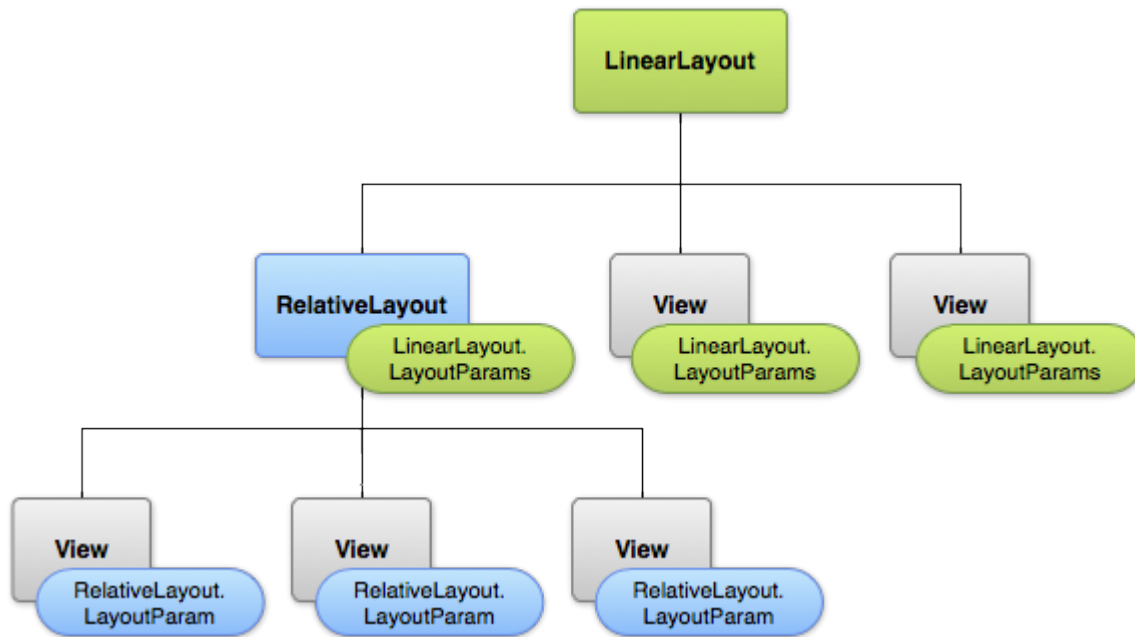 LinearLayout
RelativeLayout
LinearLayout.
LayoutParams
View
LinearLayout.
LayoutParams
View
LinearLayout.
LayoutParams
View
RelativeLayout.
LayoutParam
View
RelativeLayout.
LayoutParam
View
RelativeLayout.
LayoutParam